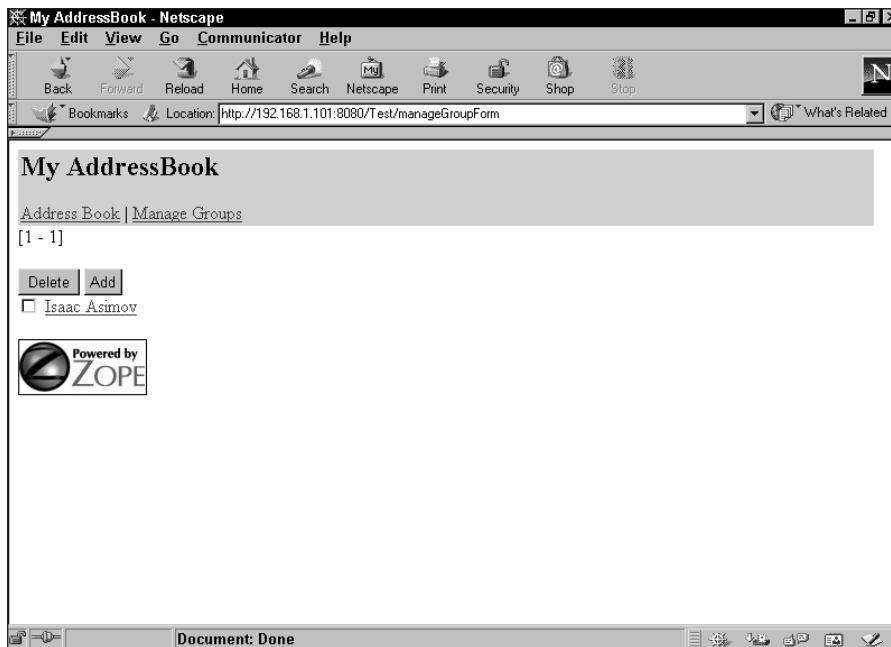 My AddressBook - Netscape
File Edit View Go Communicator Help
My
Back Forward Reload Home Search Netscape Print Security Shop Stop
N
Bookmarks Location: http://192.168.1.101:8080/Test/manageGroupForm What's Related
My AddressBook
Address Book | Manage Groups
[1 - 1]
Delete Add
Isaac Asimov
Powered by
ZOPE
Document: Done